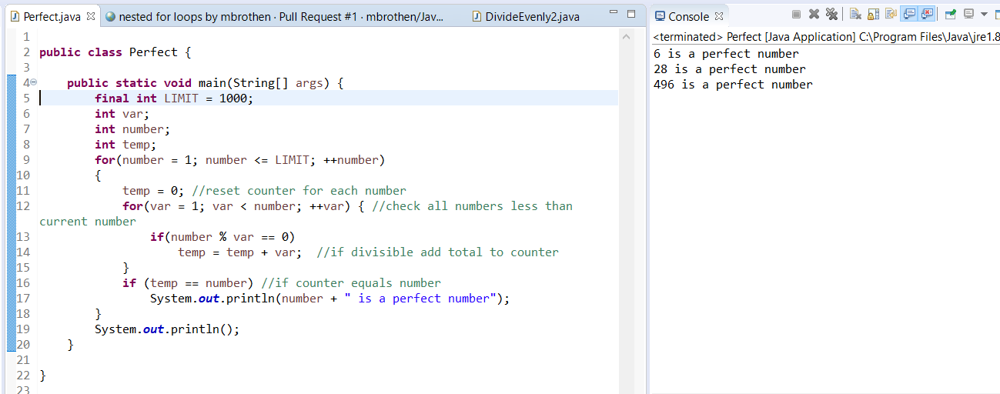 Perfect.java
nested for loops by mbrothen · Pull Request #1 · mbrothen/Jav...
DivideEvenly2.java
1
2 public class Perfect {
3
4 public static void main(String[] args) {
5 final int LIMIT = 1000;
6 int var;
7 int number;
8 int temp;
9 for(number = 1; number <= LIMIT; ++number)
10 {
11 temp = 0; //reset counter for each number
12 for(var = 1; var < number; ++var) { //check all numbers less than
current number
13 if(number % var == 0)
14 temp = temp + var;  //if divisible add total to counter
15 }
16 if (temp == number) //if counter equals number
17 System.out.println(number + " is a perfect number");
18 }
19 System.out.println();
20 }
21
22 }
23
Console
<terminated> Perfect [Java Application] C:\Program Files\Java\jre1.8
6 is a perfect number
28 is a perfect number
496 is a perfect number